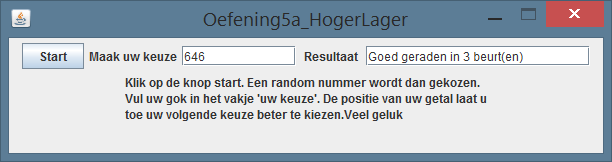 Oefening5a_HogerLager
Start Maak uw keuze 646 Resultaat Goed geraden in 3 beurt(en)
Klik op de knop start. Een random nummer wordt dan gekozen.
Vul uw gok in het vakje 'uw keuze'. De positie van uw getal laat u
toe uw volgende keuze beter te kiezen.Veel geluk